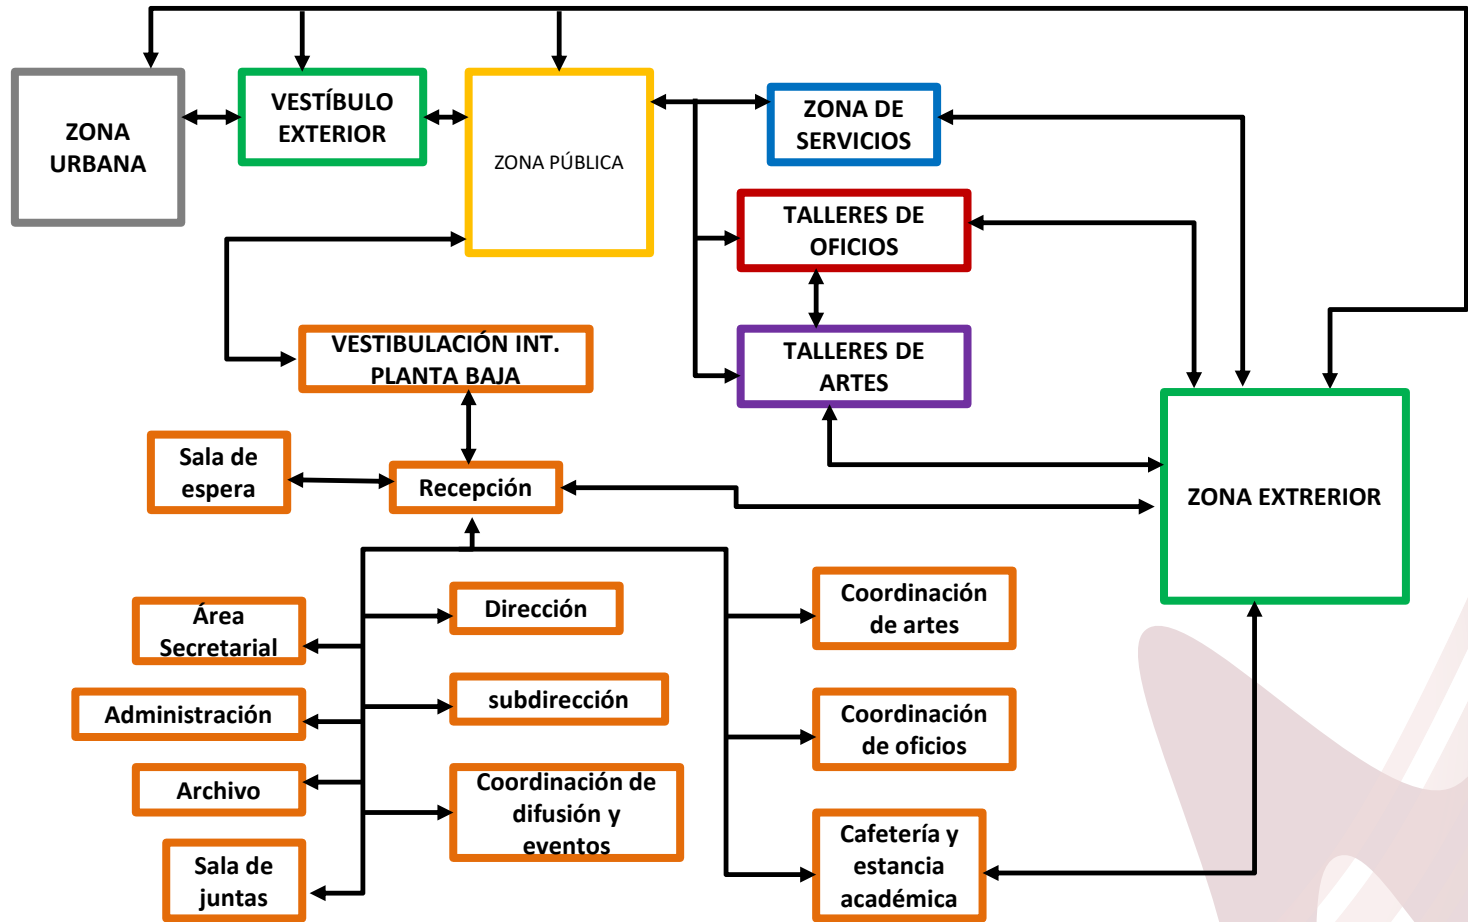 ZONA
URBANA
VESTÍBULO
EXTERIOR
ZONA PÚBLICA
ZONA DE
SERVICIOS
TALLERES DE
OFICIOS
TALLERES DE
ARTES
VESTIBULACIÓN INT.
PLANTA BAJA
Sala de
espera
Recepción
ZONA EXTRERIOR
Área
Secretarial
Dirección
Coordinación
de artes
Administración
subdirección
Coordinación
de oficios
Archivo
Coordinación de
difusión y
eventos
Sala de
juntas
Cafetería y
estancia
académica